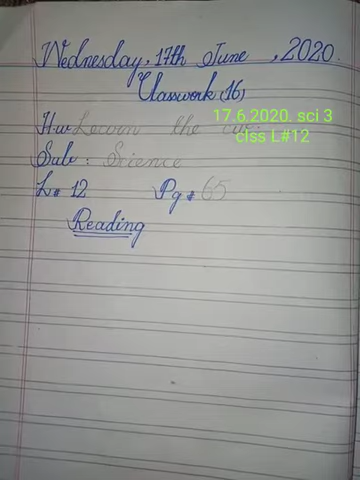 Wednesday, 17th June, 2020.
Classwork (16)
17.6.2020. sci 3
clss L#12
H.w Learn the cw.
Sub: Science
L# 12 Pg # 65
Reading